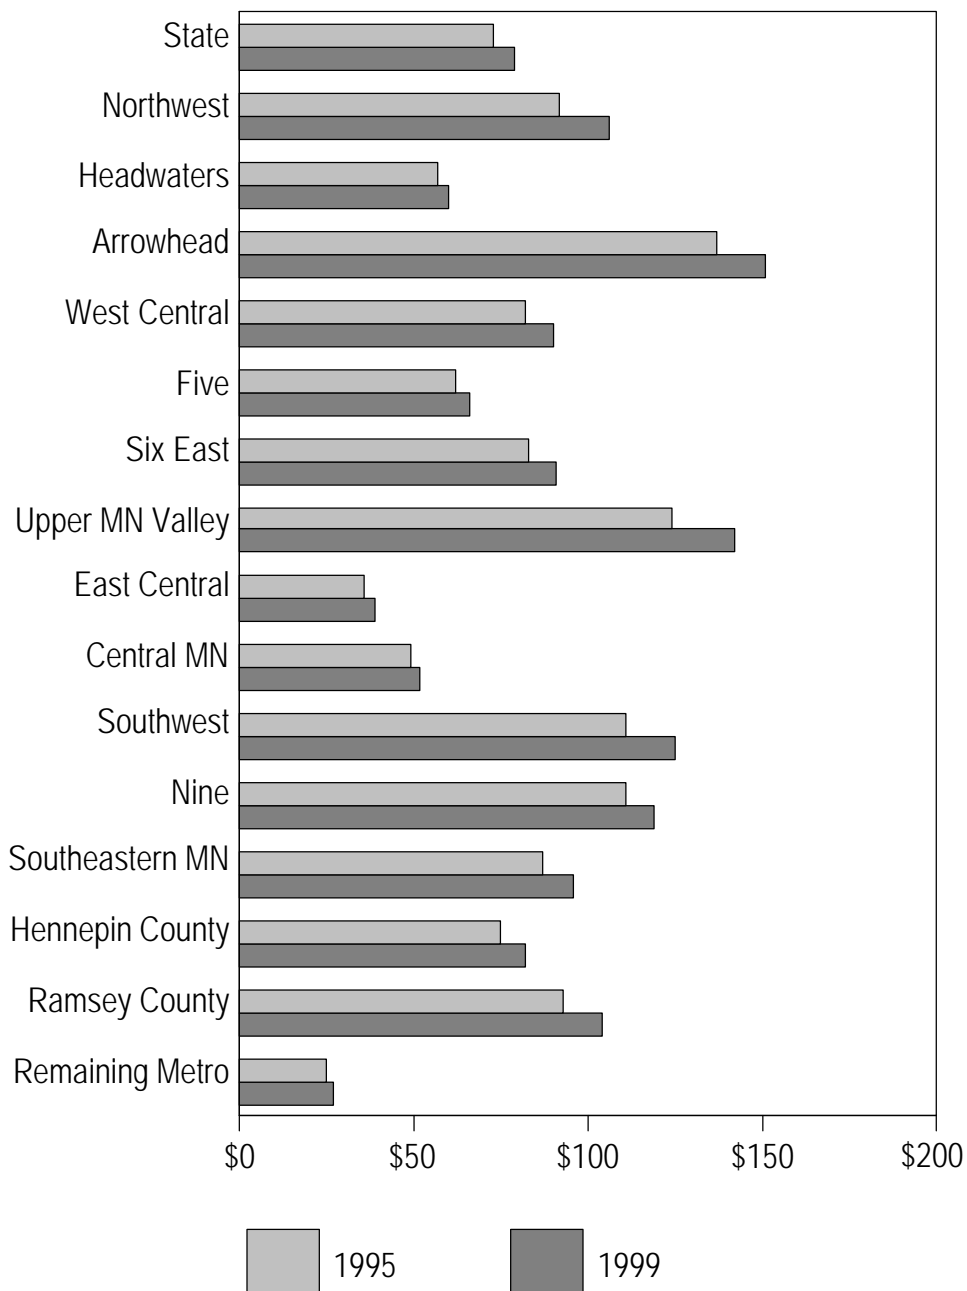 State
Northwest
Headwaters
Arrowhead
West Central
Five
Six East
Upper MN Valley
East Central
Central MN
Southwest
Nine
Southeastern MN
Hennepin County
Ramsey County
Remaining Metro
$0 $50 $100 $150 $200
1995 1999